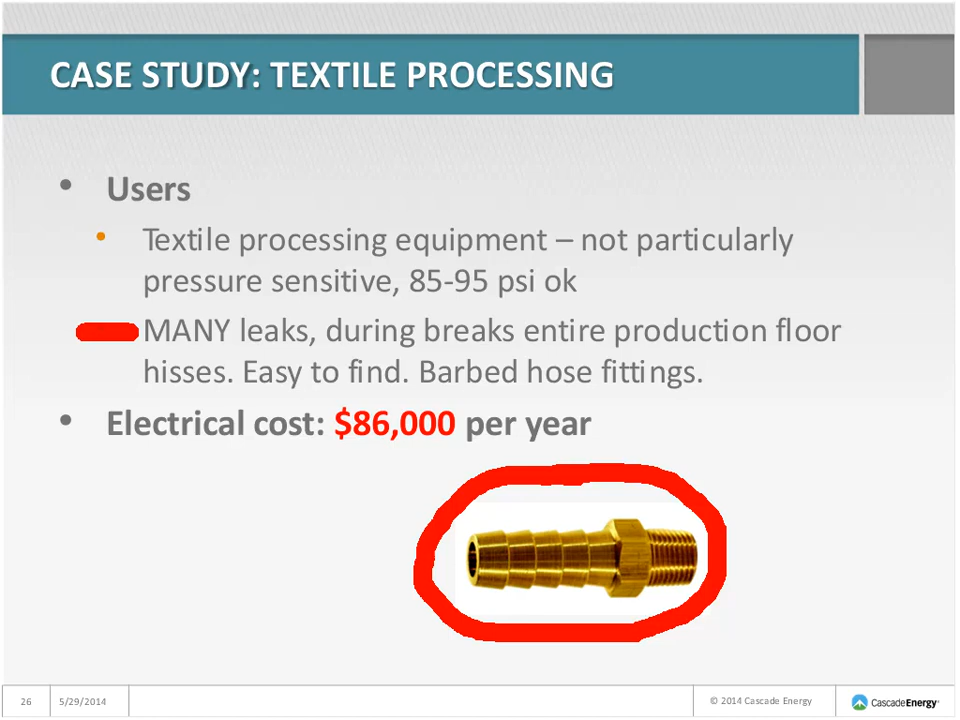 CASE STUDY: TEXTILE PROCESSING
• Users
• Textile processing equipment – not particularly
pressure sensitive, 85-95 psi ok
MANY leaks, during breaks entire production floor
hisses. Easy to find. Barbed hose fittings.
• Electrical cost: $86,000 per year
26
5/29/2014
© 2014 Cascade Energy
CascadeEnergy